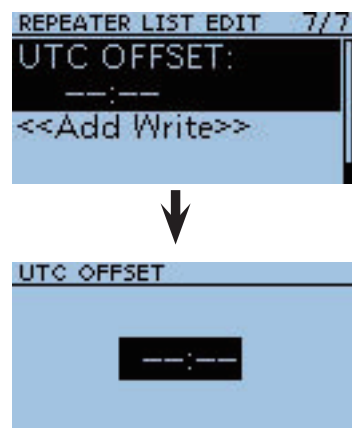 REPEATER LIST EDIT 7/7
UTC OFFSET:
--:--
<<Add Write>>
UTC OFFSET
--:--